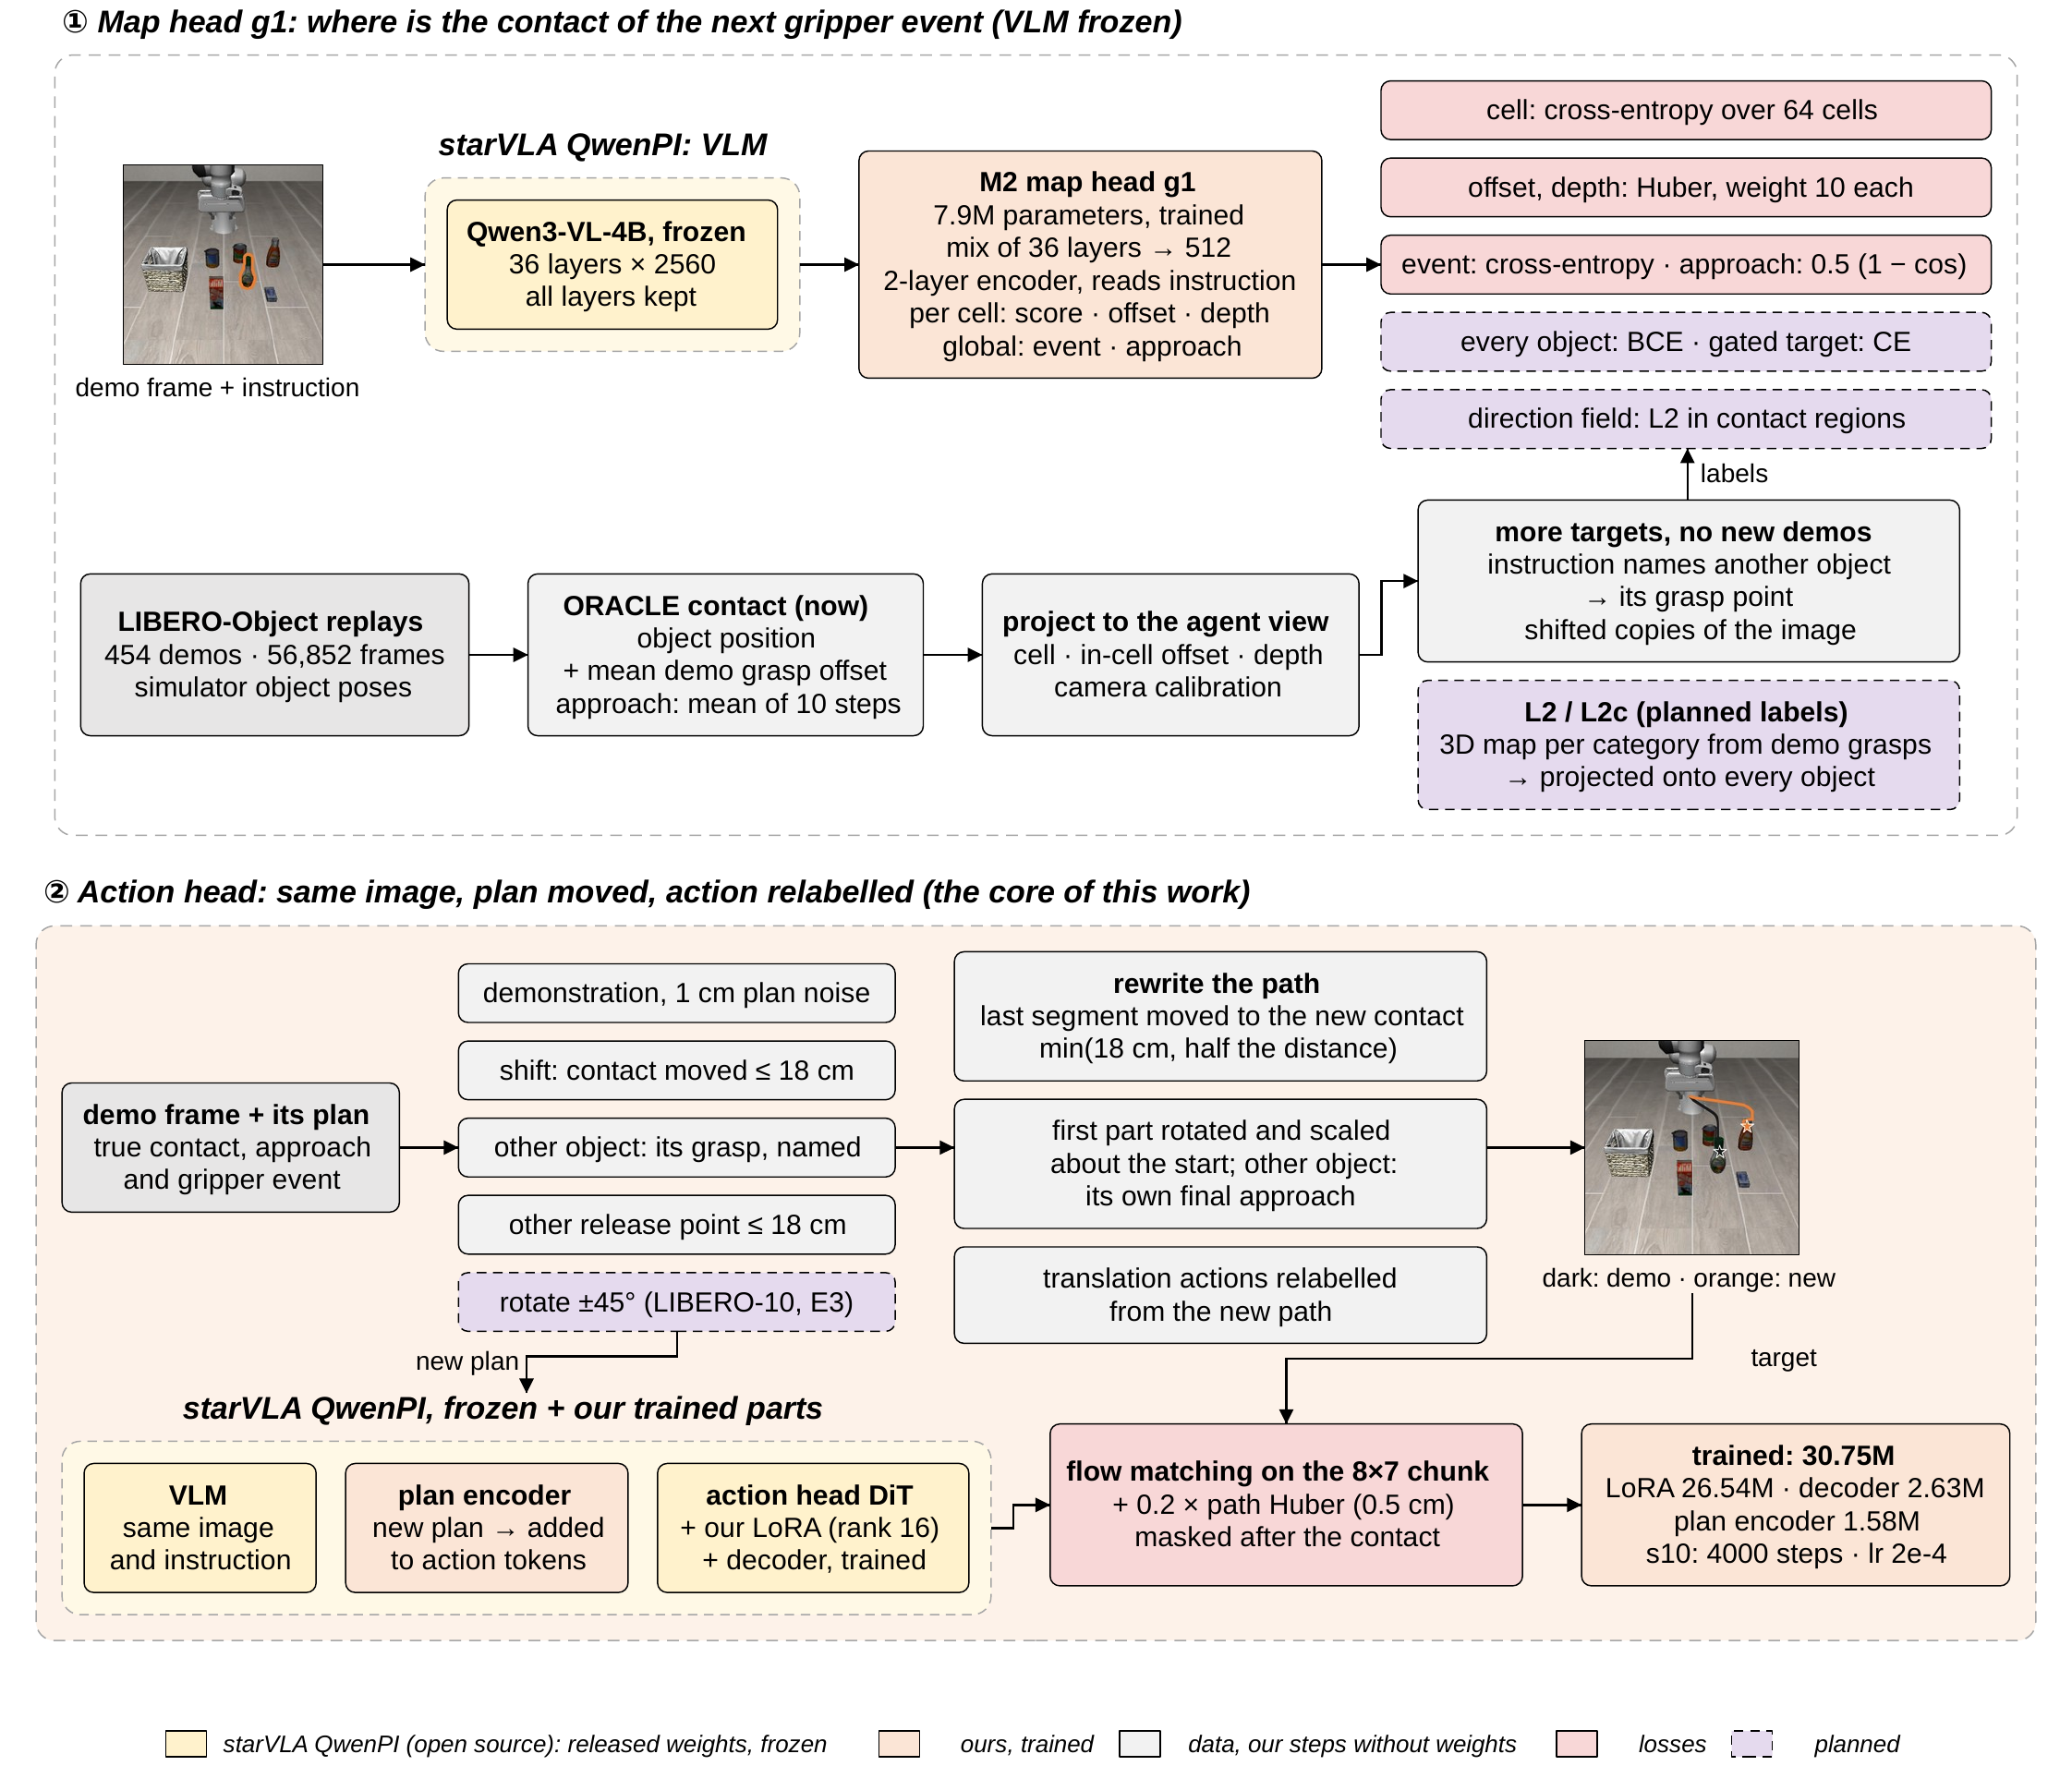 ① Map head g1: where is the contact of the next gripper event (VLM frozen)
starVLA QwenPI: VLM
demo frame + instruction
Qwen3-VL-4B, frozen
36 layers × 2560
all layers kept
M2 map head g1
7.9M parameters, trained
mix of 36 layers → 512
2-layer encoder, reads instruction
per cell: score · offset · depth
global: event · approach
cell: cross-entropy over 64 cells
offset, depth: Huber, weight 10 each
event: cross-entropy · approach: 0.5 (1 − cos)
every object: BCE · gated target: CE
direction field: L2 in contact regions
labels
LIBERO-Object replays
454 demos · 56,852 frames
simulator object poses
ORACLE contact (now)
object position
+ mean demo grasp offset
approach: mean of 10 steps
project to the agent view
cell · in-cell offset · depth
camera calibration
more targets, no new demos
instruction names another object
→ its grasp point
shifted copies of the image
L2 / L2c (planned labels)
3D map per category from demo grasps
→ projected onto every object
② Action head: same image, plan moved, action relabelled (the core of this work)
demo frame + its plan
true contact, approach
and gripper event
demonstration, 1 cm plan noise
shift: contact moved ≤ 18 cm
other object: its grasp, named
other release point ≤ 18 cm
rotate ±45° (LIBERO-10, E3)
rewrite the path
last segment moved to the new contact
min(18 cm, half the distance)
first part rotated and scaled
about the start; other object:
its own final approach
translation actions relabelled
from the new path
dark: demo · orange: new
new plan
target
starVLA QwenPI, frozen + our trained parts
VLM
same image
and instruction
plan encoder
new plan → added
to action tokens
action head DiT
+ our LoRA (rank 16)
+ decoder, trained
flow matching on the 8×7 chunk
+ 0.2 × path Huber (0.5 cm)
masked after the contact
trained: 30.75M
LoRA 26.54M · decoder 2.63M
plan encoder 1.58M
s10: 4000 steps · lr 2e-4
starVLA QwenPI (open source): released weights, frozen
ours, trained
data, our steps without weights
losses
planned